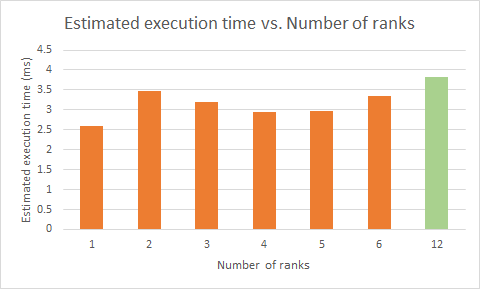 Estimated execution time vs. Number of ranks
Estimated execution time (ms)
4.5
4
3.5
3
2.5
2
1.5
1
0.5
0
1 2 3 4 5 6 12
Number of ranks